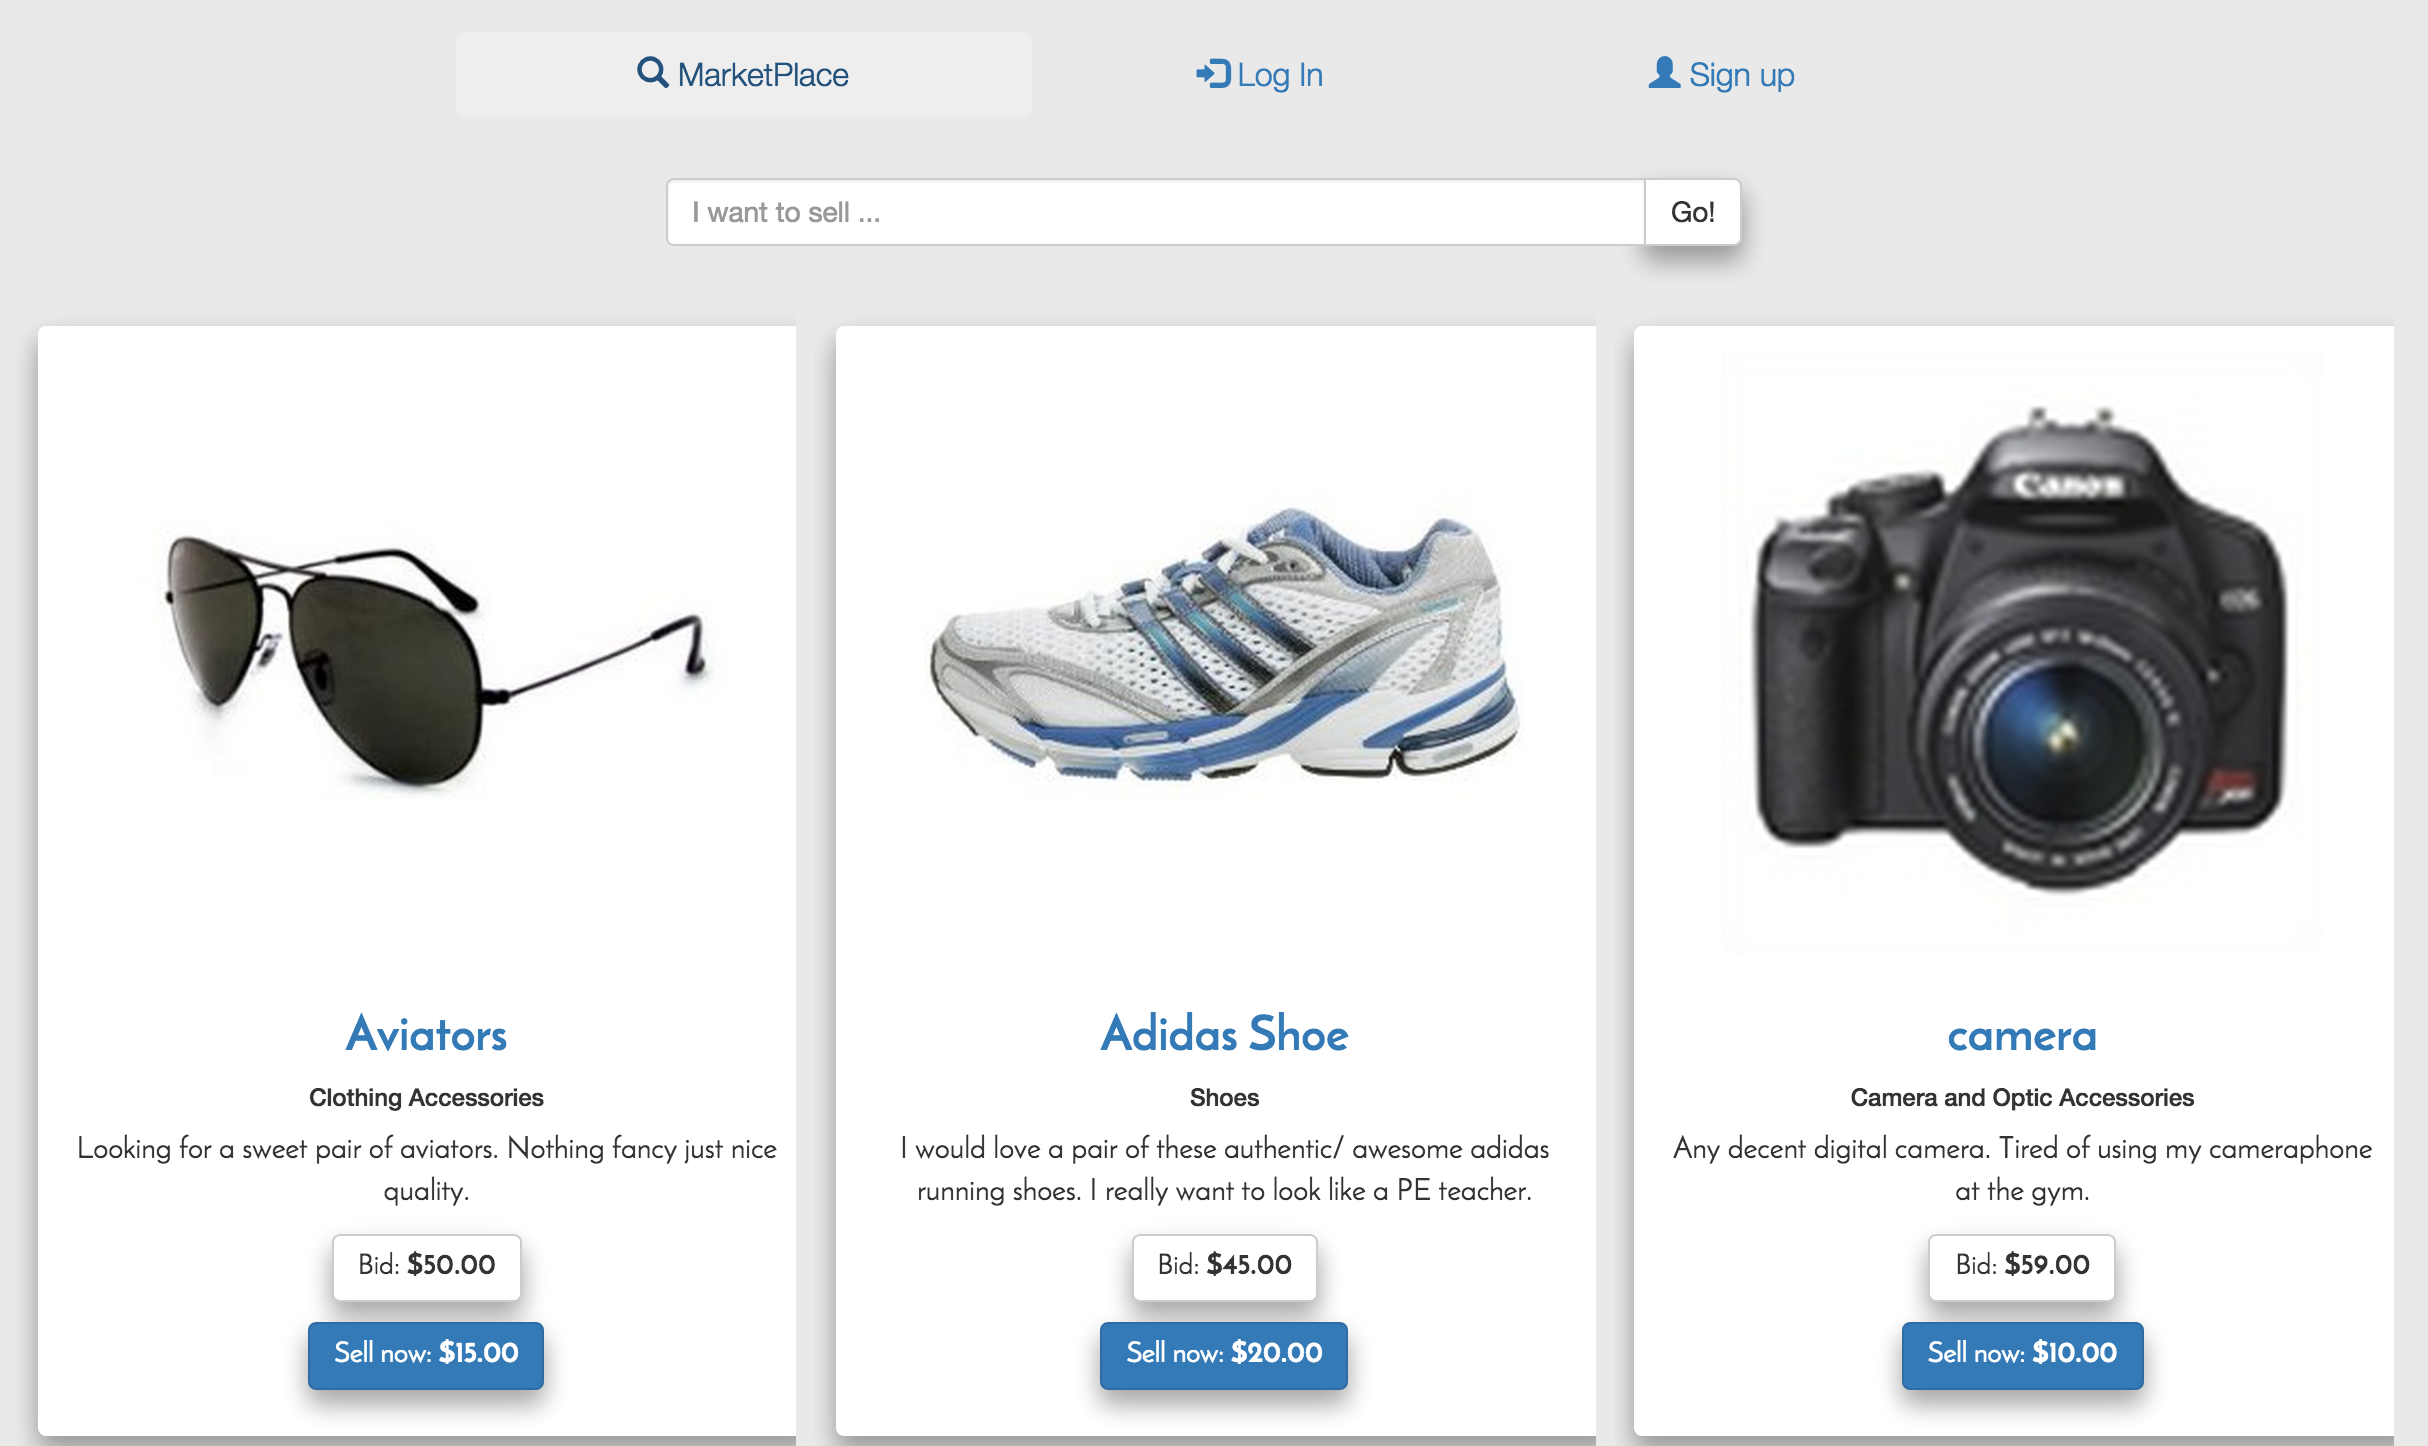 MarketPlace
Log In
Sign up
I want to sell ...
Go!
Canon
EOS
Aviators
Clothing Accessories
Looking for a sweet pair of aviators. Nothing fancy just nice
quality.
Bid: $50.00
Sell now: $15.00
Adidas Shoe
Shoes
I would love a pair of these authentic/ awesome adidas
running shoes. I really want to look like a PE teacher.
Bid: $45.00
Sell now: $20.00
camera
Camera and Optic Accessories
Any decent digital camera. Tired of using my cameraphone
at the gym.
Bid: $59.00
Sell now: $10.00